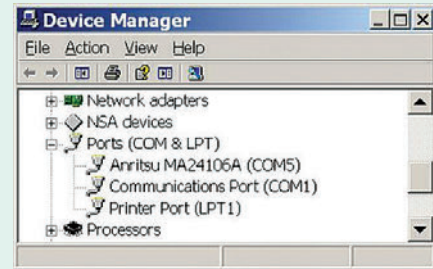 Device Manager
File Action View Help
Network adapters
NSA devices
Ports (COM & LPT)
Anritsu MA24106A (COM5)
Communications Port (COM1)
Printer Port (LPT1)
Processors